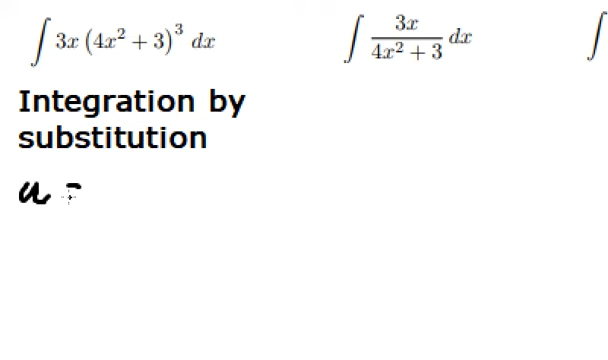 ∫ 3x (4x² + 3)³ dx
∫ 3x / (4x² + 3) dx
∫
Integration by
substitution
u =